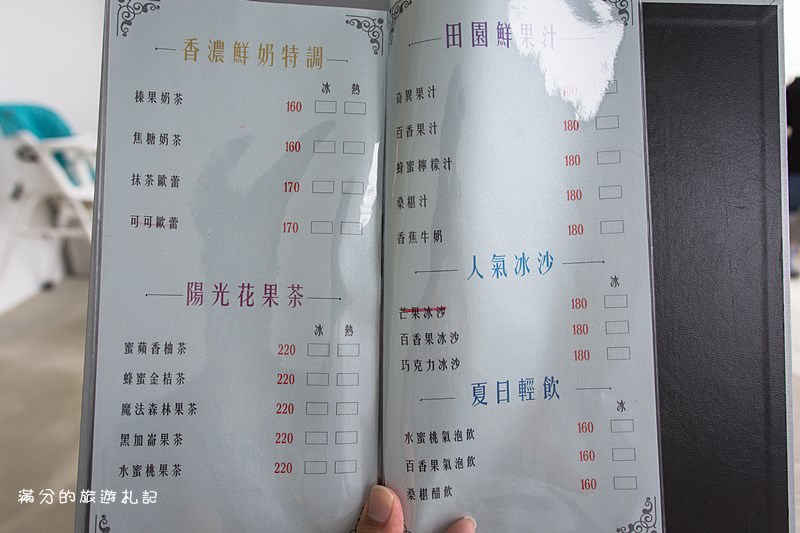 香濃鮮奶特調
冰 熱
榛果奶茶 160
焦糖奶茶 160
抹茶歐蕾 170
可可歐蕾 170
陽光花果茶
冰 熱
蜜蘋香柚茶 220
蜂蜜金桔茶 220
魔法森林果茶 220
黑加崙果茶 220
水蜜桃果茶 220
田園鮮果汁
奇異果汁 180
百香果汁 180
蜂蜜檸檬汁 180
桑椹汁 180
香蕉牛奶 180
人氣冰沙
冰
芒果冰沙 180
百香果冰沙 180
巧克力冰沙 180
夏日輕飲
冰
水蜜桃氣泡飲 160
百香果氣泡飲 160
桑椹醋飲 160
滿分的旅遊札記